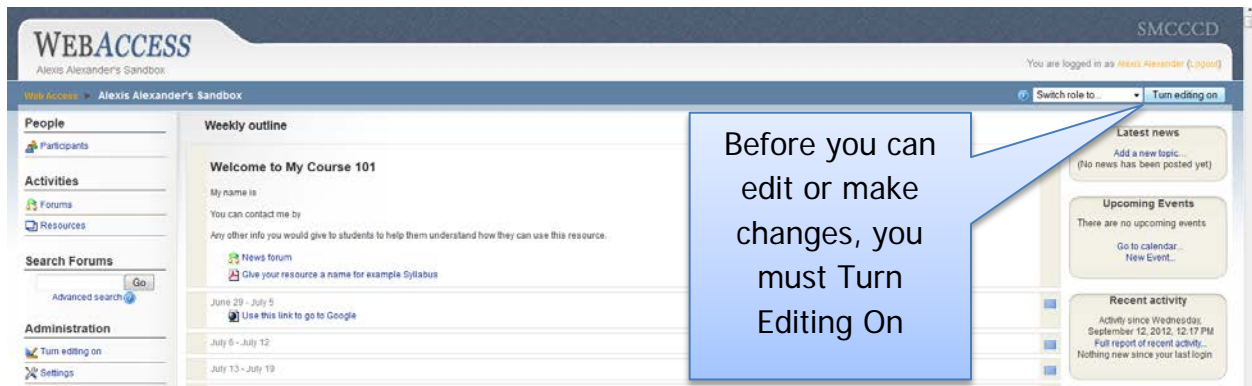 WEBACCESS
SMCCCD
Alexis Alexander's Sandbox
You are logged in as Alexis Alexander (Logout)
Web Access ► Alexis Alexander's Sandbox
Switch role to...
Turn editing on
People
Participants
Activities
Forums
Resources
Search Forums
Go
Advanced search
Administration
Turn editing on
Settings
Weekly outline
Welcome to My Course 101
My name is
You can contact me by
Any other info you would give to students to help them understand how they can use this resource.
News forum
Give your resource a name for example Syllabus
June 29 - July 5
Use this link to go to Google
July 6 - July 12
July 13 - July 19
Before you can
edit or make
changes, you
must Turn
Editing On
Latest news
Add a new topic...
(No news has been posted yet)
Upcoming Events
There are no upcoming events
Go to calendar...
New Event...
Recent activity
Activity since Wednesday,
September 12, 2012, 12:17 PM
Full report of recent activity...
Nothing new since your last login